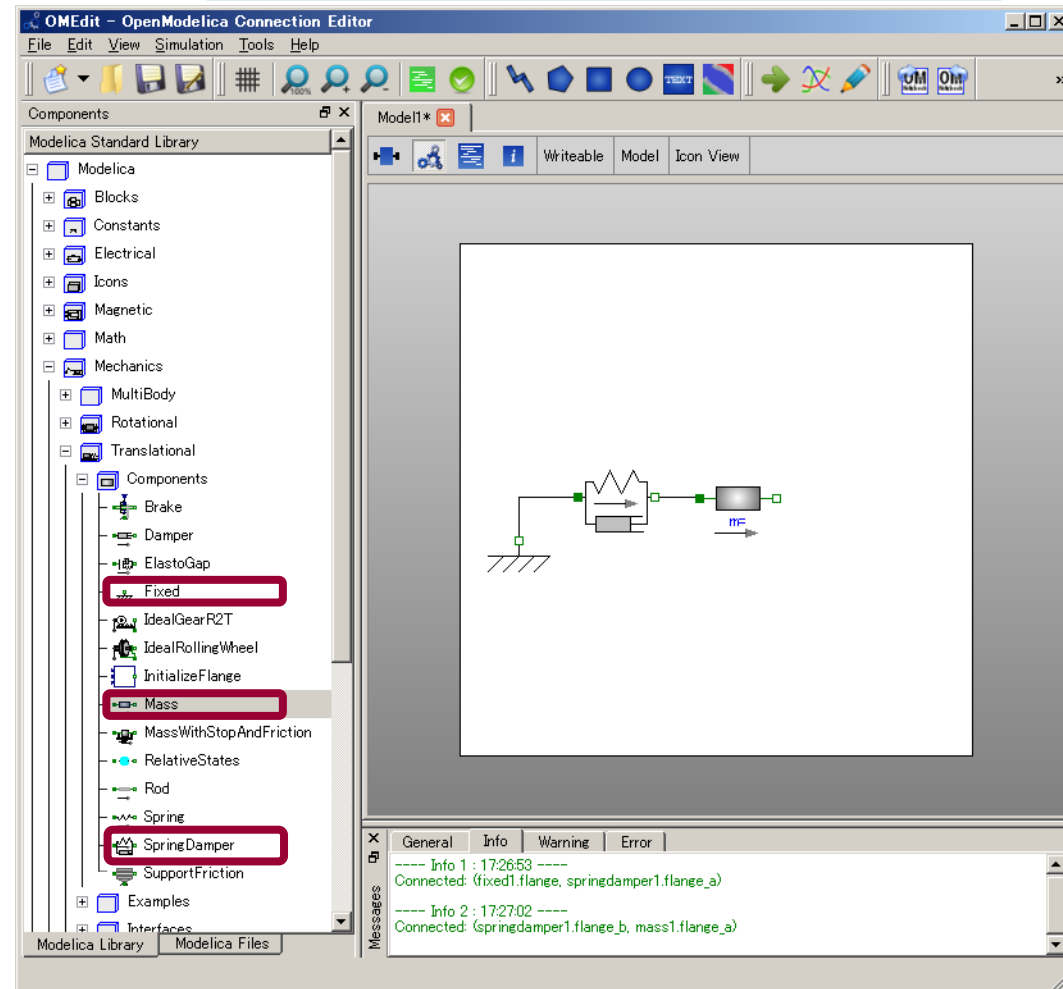 OMEdit - OpenModelica Connection Editor
File Edit View Simulation Tools Help
100% TEXT OM OM »
Components
Modelica Standard Library
Modelica
Blocks
Constants
Electrical
Icons
Magnetic
Math
Mechanics
MultiBody
Rotational
Translational
Components
Brake
Damper
ElastoGap
Fixed
IdealGearR2T
IdealRollingWheel
InitializeFlange
Mass
MassWithStopAndFriction
RelativeStates
Rod
Spring
SpringDamper
SupportFriction
Examples
Interfaces
Modelica Library Modelica Files
Model1*
i Writeable Model Icon View
m=
General Info Warning Error
Messages
---- Info 1 : 17:26:53 ----
Connected: (fixed1.flange, springdamper1.flange_a)
---- Info 2 : 17:27:02 ----
Connected: (springdamper1.flange_b, mass1.flange_a)